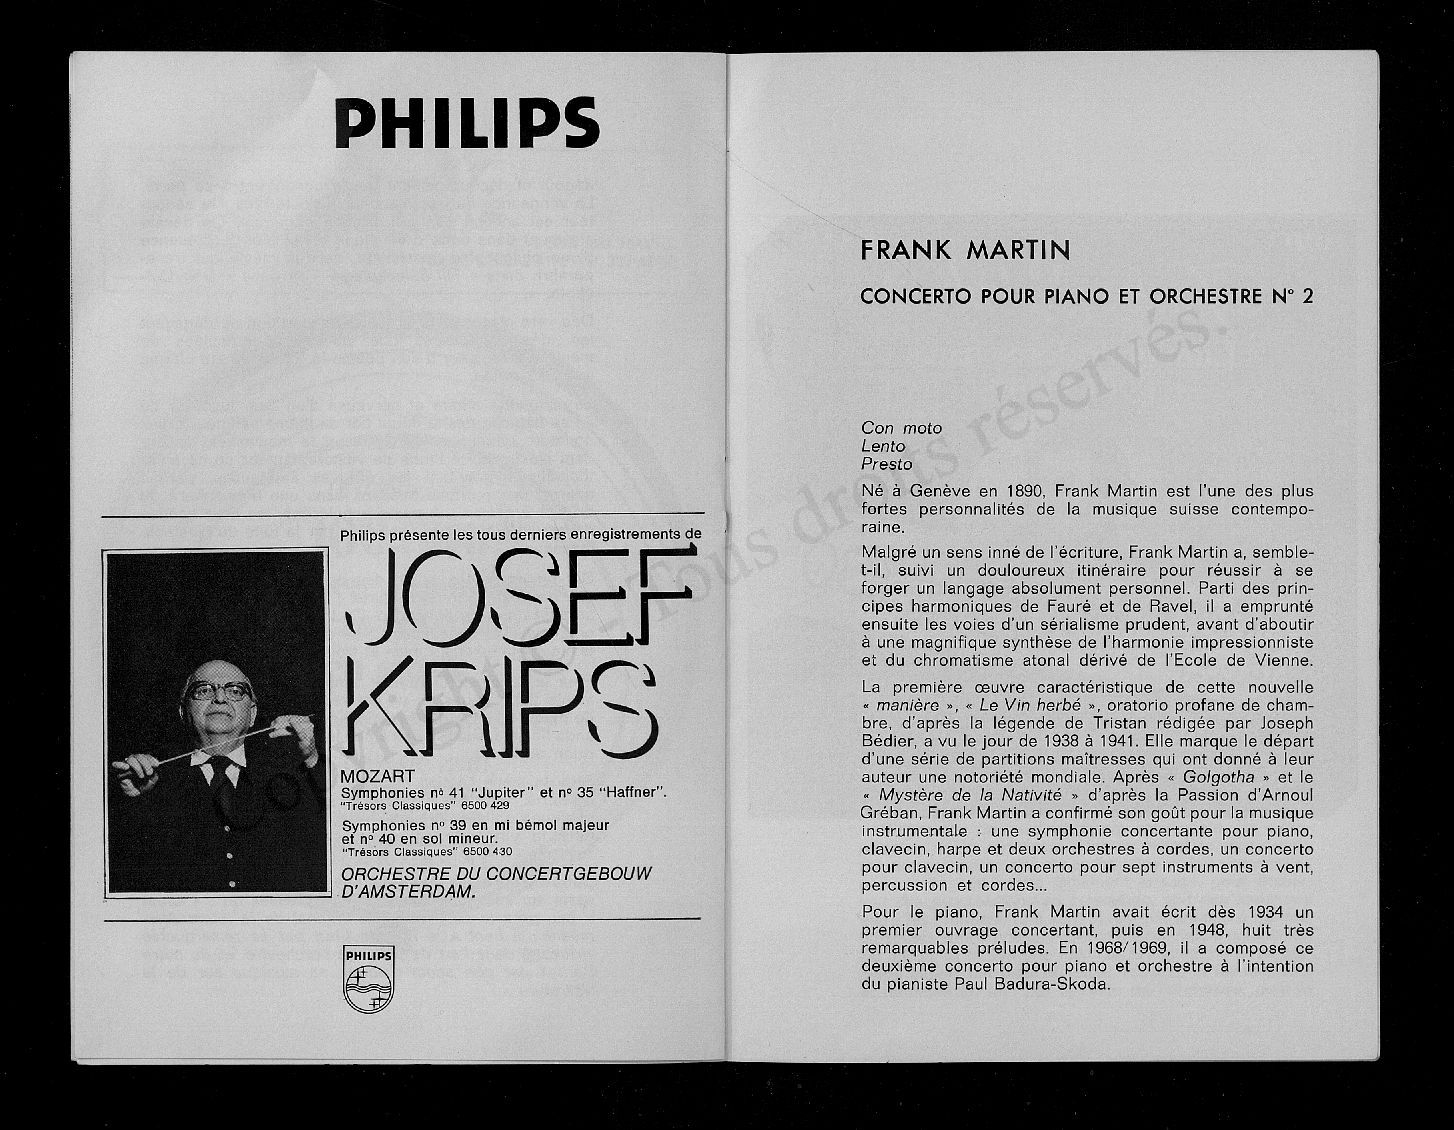 PHILIPS
Philips présente les tous derniers enregistrements de
JOSEF
KRIPS
MOZART
Symphonies nº 41 "Jupiter" et nº 35 "Haffner".
"Trésors Classiques" 6500 429
Symphonies nº 39 en mi bémol majeur
et nº 40 en sol mineur.
"Trésors Classiques" 6500 430
ORCHESTRE DU CONCERTGEBOUW
D'AMSTERDAM.
PHILIPS
FRANK MARTIN
CONCERTO POUR PIANO ET ORCHESTRE N° 2
Con moto
Lento
Presto
Né à Genève en 1890, Frank Martin est l'une des plus
fortes personnalités de la musique suisse contempo-
raine.
Malgré un sens inné de l'écriture, Frank Martin a, semble-
t-il, suivi un douloureux itinéraire pour réussir à se
forger un langage absolument personnel. Parti des prin-
cipes harmoniques de Fauré et de Ravel, il a emprunté
ensuite les voies d'un sérialisme prudent, avant d'aboutir
à une magnifique synthèse de l'harmonie impressionniste
et du chromatisme atonal dérivé de l'Ecole de Vienne.
La première œuvre caractéristique de cette nouvelle
« manière », « Le Vin herbé », oratorio profane de cham-
bre, d'après la légende de Tristan rédigée par Joseph
Bédier, a vu le jour de 1938 à 1941. Elle marque le départ
d'une série de partitions maîtresses qui ont donné à leur
auteur une notoriété mondiale. Après « Golgotha » et le
« Mystère de la Nativité » d'après la Passion d'Arnoul
Gréban, Frank Martin a confirmé son goût pour la musique
instrumentale : une symphonie concertante pour piano,
clavecin, harpe et deux orchestres à cordes, un concerto
pour clavecin, un concerto pour sept instruments à vent,
percussion et cordes...
Pour le piano, Frank Martin avait écrit dès 1934 un
premier ouvrage concertant, puis en 1948, huit très
remarquables préludes. En 1968/1969, il a composé ce
deuxième concerto pour piano et orchestre à l'intention
du pianiste Paul Badura-Skoda.
Copyright © - Tous droits réservés.